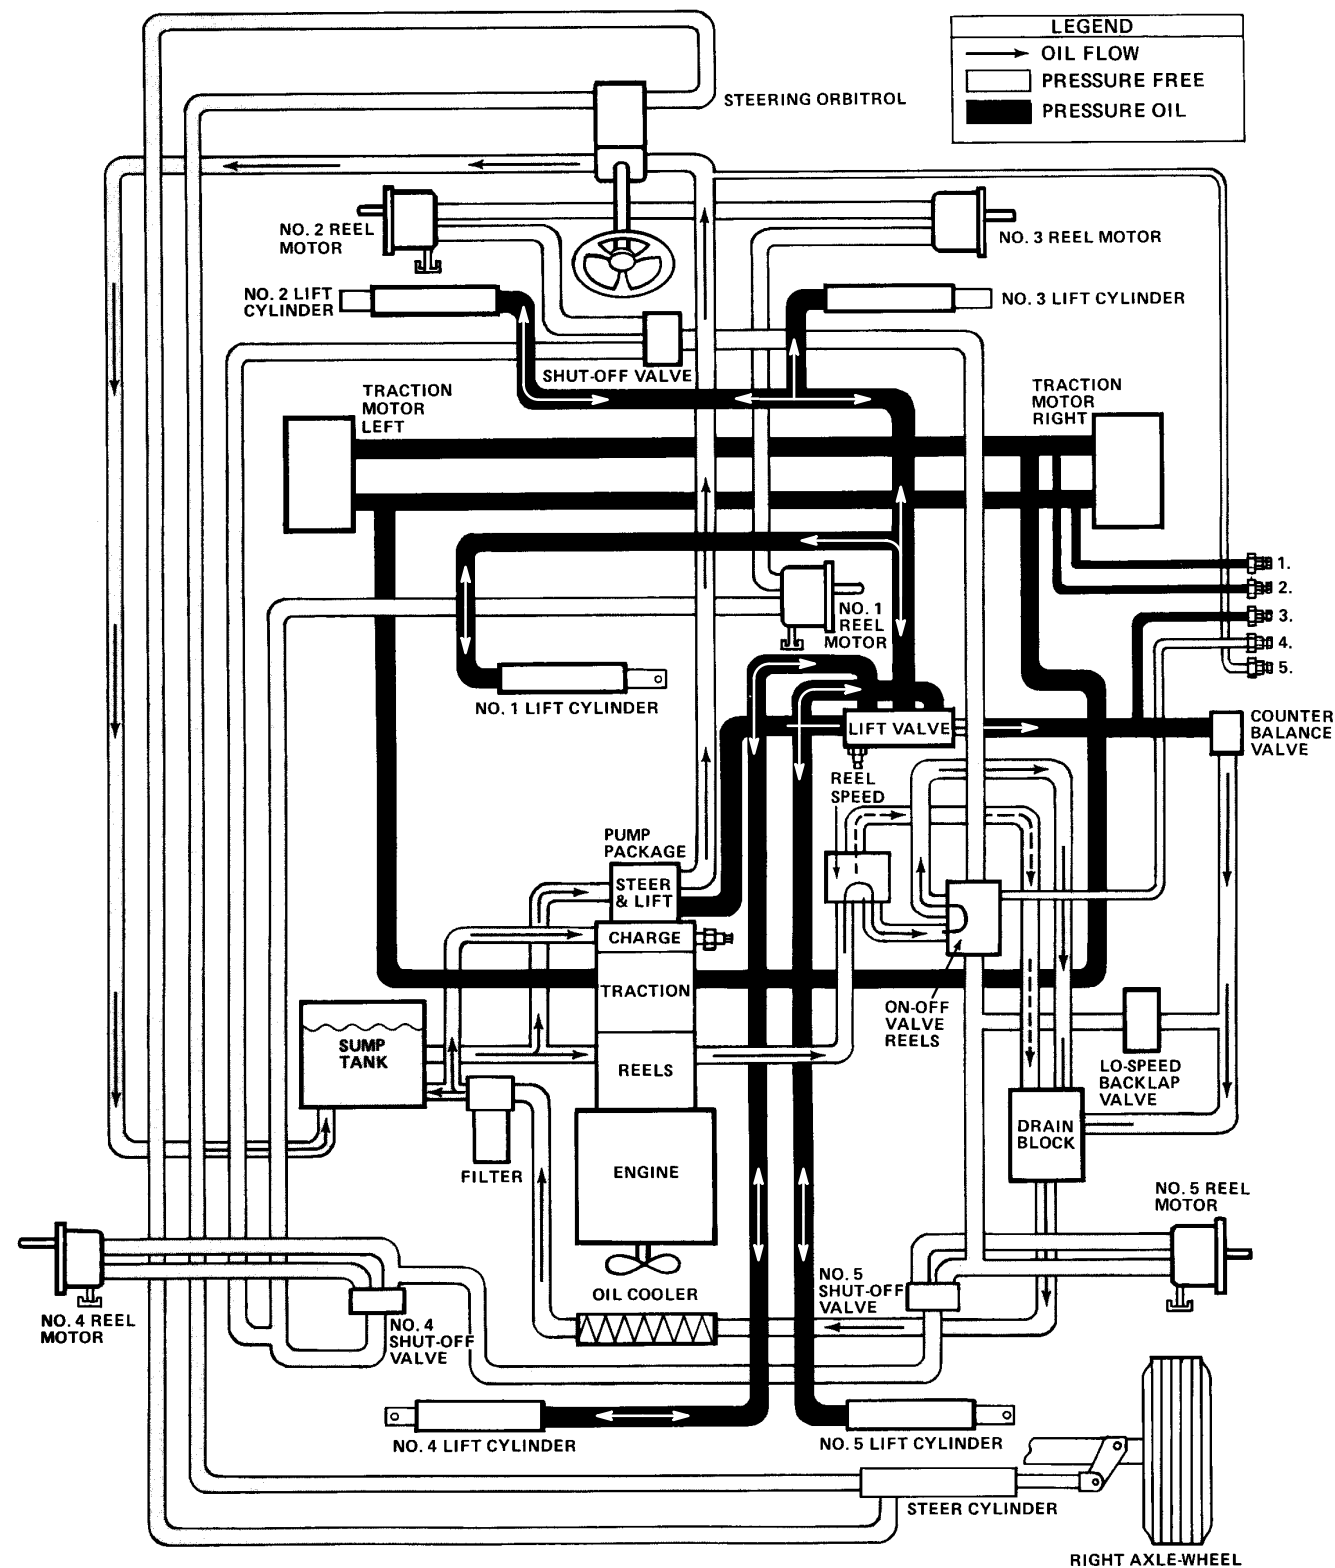 LEGEND
OIL FLOW
PRESSURE FREE
PRESSURE OIL
STEERING ORBITROL
NO. 2 REEL
MOTOR
NO. 3 REEL MOTOR
NO. 2 LIFT
CYLINDER
NO. 3 LIFT CYLINDER
SHUT-OFF VALVE
TRACTION
MOTOR
LEFT
TRACTION
MOTOR
RIGHT
1.
2.
3.
4.
5.
NO. 1
REEL
MOTOR
NO. 1 LIFT CYLINDER
LIFT VALVE
COUNTER
BALANCE
VALVE
REEL
SPEED
PUMP
PACKAGE
STEER
& LIFT
CHARGE
TRACTION
REELS
ENGINE
SUMP
TANK
FILTER
ON-OFF
VALVE
REELS
LO-SPEED
BACKLAP
VALVE
DRAIN
BLOCK
NO. 5 REEL
MOTOR
OIL COOLER
NO. 5
SHUT-OFF
VALVE
NO. 4 REEL
MOTOR
NO. 4
SHUT-OFF
VALVE
NO. 4 LIFT CYLINDER
NO. 5 LIFT CYLINDER
STEER CYLINDER
RIGHT AXLE-WHEEL